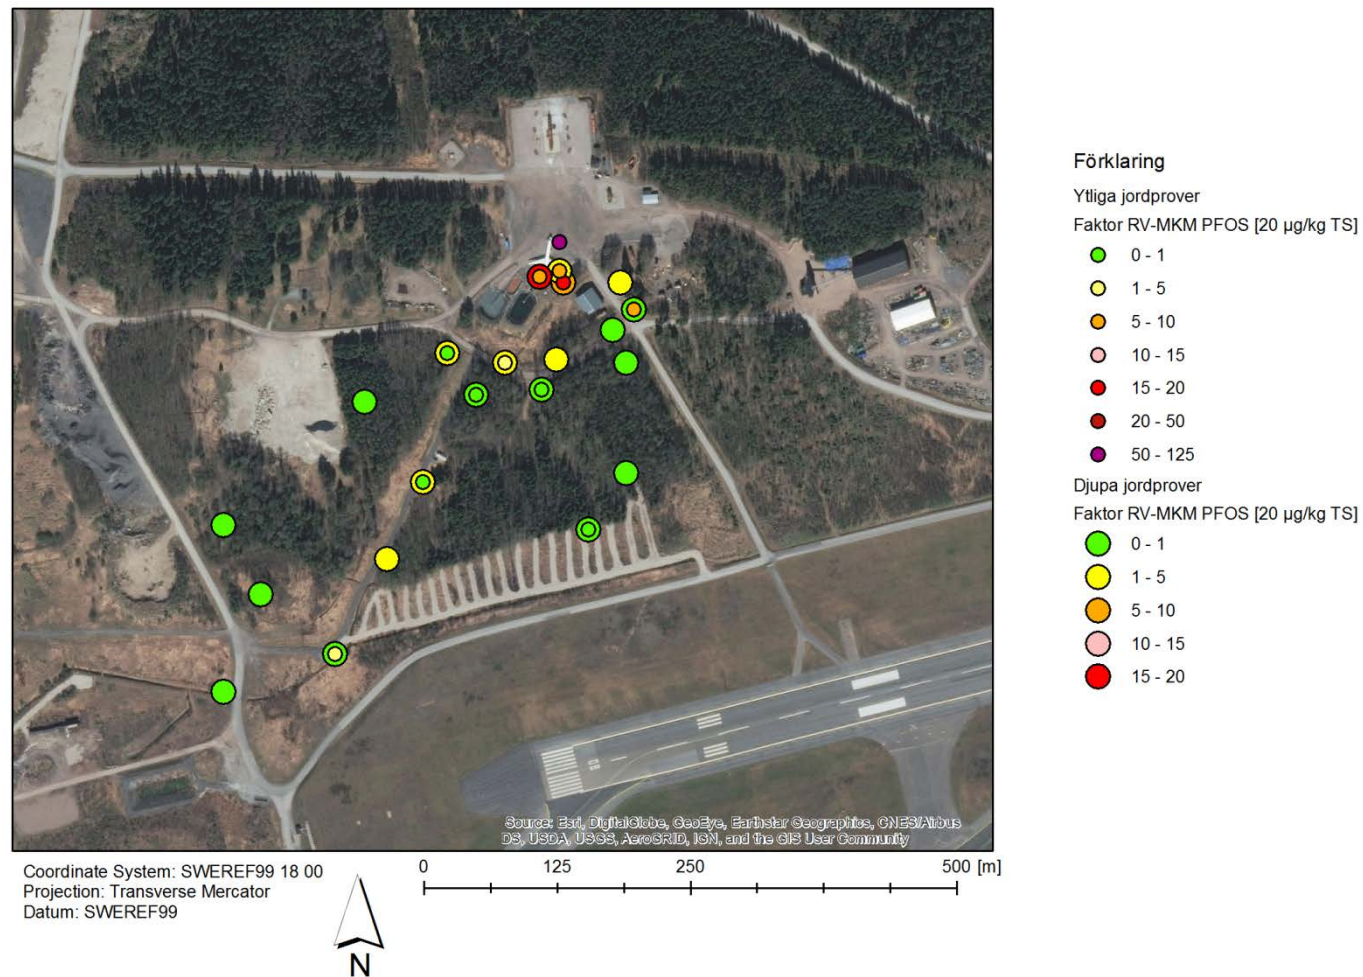 Förklaring
Ytliga jordprover
Faktor RV-MKM PFOS [20 µg/kg TS]
0 - 1
1 - 5
5 - 10
10 - 15
15 - 20
20 - 50
50 - 125
Djupa jordprover
Faktor RV-MKM PFOS [20 µg/kg TS]
0 - 1
1 - 5
5 - 10
10 - 15
15 - 20
Source: Esri, DigitalGlobe, GeoEye, Earthstar Geographics, CNES/Airbus
DS, USDA, USGS, AeroGRID, IGN, and the GIS User Community
Coordinate System: SWEREF99 18 00
Projection: Transverse Mercator
Datum: SWEREF99
0 125 250 500 [m]
N